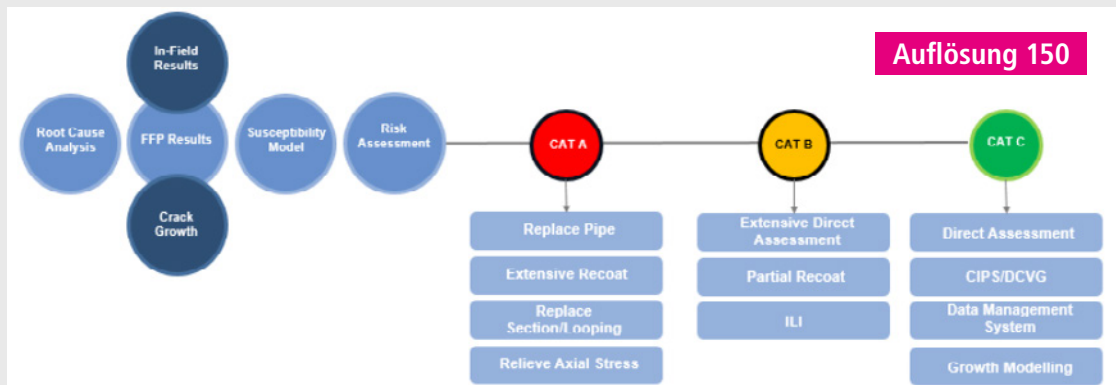 Auflösung 150
In-Field
Results
Root Cause
Analysis
FFP Results
Susceptibility
Model
Risk
Assessment
Crack
Growth
CAT A
CAT B
CAT C
Replace Pipe
Extensive Recoat
Replace
Section/Looping
Relieve Axial Stress
Extensive Direct
Assessment
Partial Recoat
ILI
Direct Assessment
CIPS/DCVG
Data Management
System
Growth Modelling